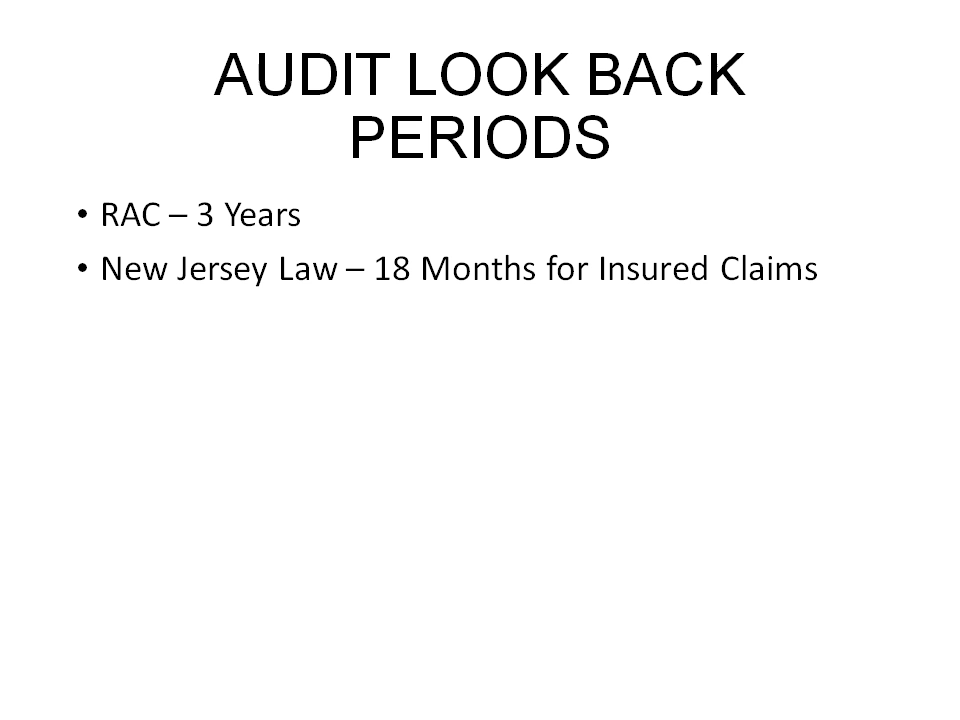 AUDIT LOOK BACK
PERIODS
• RAC – 3 Years
• New Jersey Law – 18 Months for Insured Claims